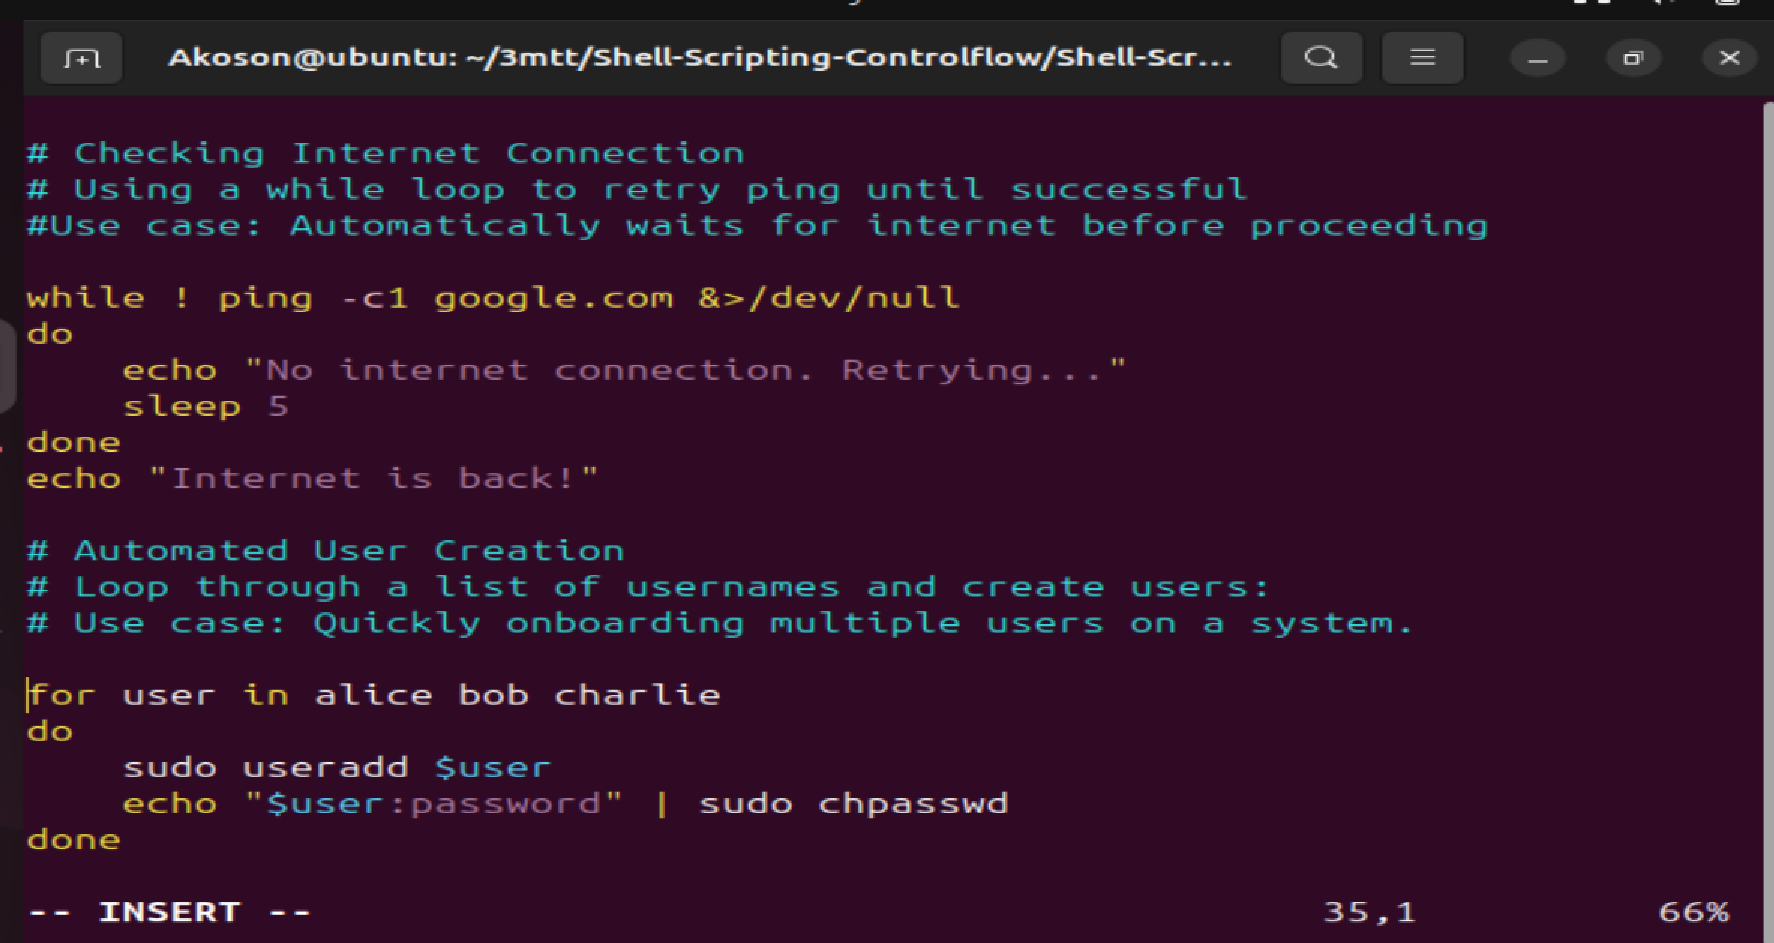 Akoson@ubuntu: ~/3mtt/Shell-Scripting-Controlflow/Shell-Scr...
# Checking Internet Connection
# Using a while loop to retry ping until successful
#Use case: Automatically waits for internet before proceeding
while ! ping -c1 google.com &>/dev/null
do
    echo "No internet connection. Retrying..."
    sleep 5
done
echo "Internet is back!"
# Automated User Creation
# Loop through a list of usernames and create users:
# Use case: Quickly onboarding multiple users on a system.
for user in alice bob charlie
do
    sudo useradd $user
    echo "$user:password" | sudo chpasswd
done
-- INSERT -- 35,1 66%